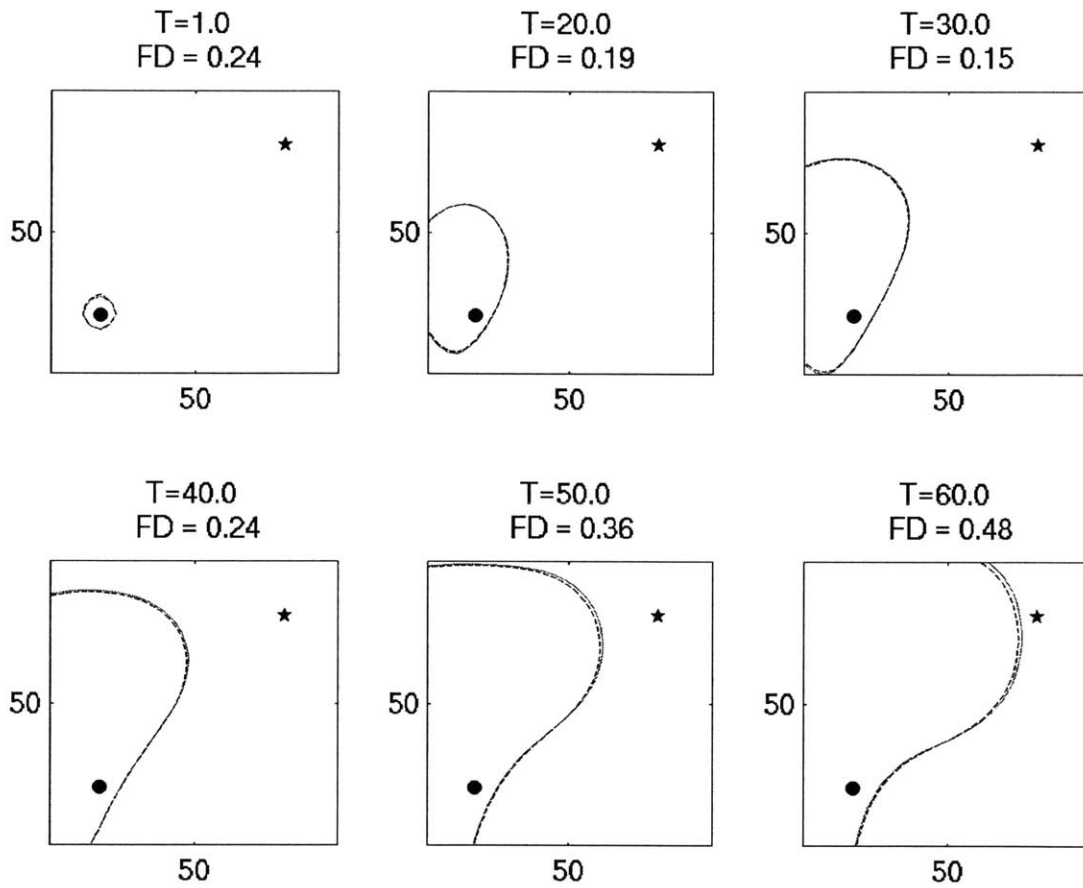 T=1.0
FD = 0.24
50
50
T=20.0
FD = 0.19
50
50
T=30.0
FD = 0.15
50
50
T=40.0
FD = 0.24
50
50
T=50.0
FD = 0.36
50
50
T=60.0
FD = 0.48
50
50